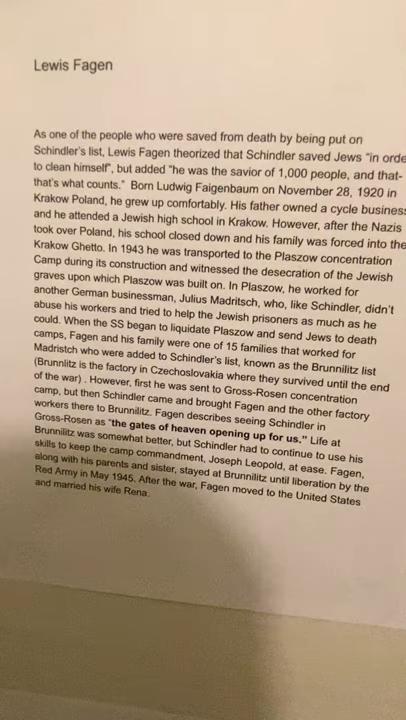 Lewis Fagen
As one of the people who were saved from death by being put on
Schindler's list, Lewis Fagen theorized that Schindler saved Jews "in orde
to clean himself", but added "he was the savior of 1,000 people, and that-
that's what counts." Born Ludwig Faigenbaum on November 28, 1920 in
Krakow Poland, he grew up comfortably. His father owned a cycle business
and he attended a Jewish high school in Krakow. However, after the Nazis
took over Poland, his school closed down and his family was forced into the
Krakow Ghetto. In 1943 he was transported to the Plaszow concentration
Camp during its construction and witnessed the desecration of the Jewish
graves upon which Plaszow was built on. In Plaszow, he worked for
another German businessman, Julius Madritsch, who, like Schindler, didn't
abuse his workers and tried to help the Jewish prisoners as much as he
could. When the SS began to liquidate Plaszow and send Jews to death
camps, Fagen and his family were one of 15 families that worked for
Madristch who were added to Schindler's list, known as the Brunnilitz list
(Brunnlitz is the factory in Czechoslovakia where they survived until the end
of the war) . However, first he was sent to Gross-Rosen concentration
camp, but then Schindler came and brought Fagen and the other factory
workers there to Brunnilitz. Fagen describes seeing Schindler in
Gross-Rosen as "the gates of heaven opening up for us." Life at
Brunnilitz was somewhat better, but Schindler had to continue to use his
skills to keep the camp commandment, Joseph Leopold, at ease. Fagen,
along with his parents and sister, stayed at Brunnilitz until liberation by the
Red Army in May 1945. After the war, Fagen moved to the United States
and married his wife Rena.